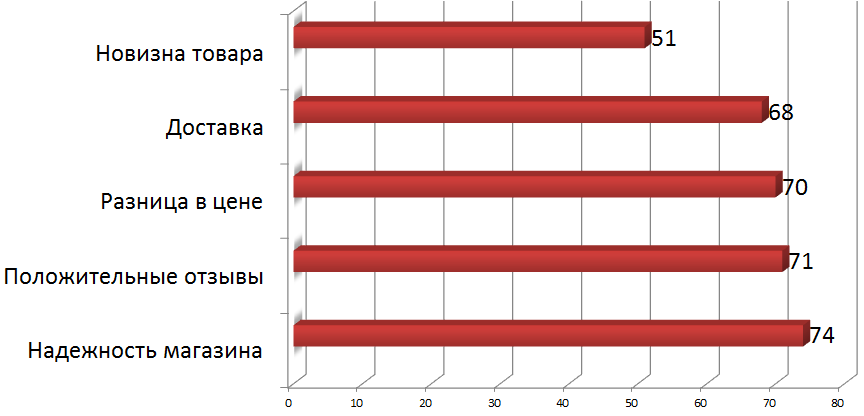 Новизна товара
51
Доставка
68
Разница в цене
70
Положительные отзывы
71
Надежность магазина
74
0 10 20 30 40 50 60 70 80